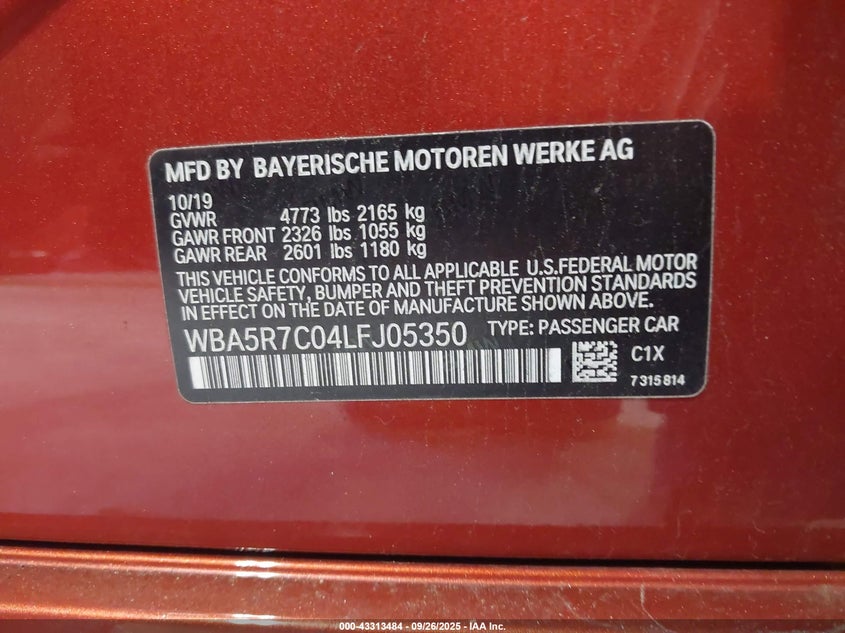 MFD BY BAYERISCHE MOTOREN WERKE AG
10/19
GVWR 4773 lbs 2165 kg
GAWR FRONT 2326 lbs 1055 kg
GAWR REAR 2601 lbs 1180 kg
THIS VEHICLE CONFORMS TO ALL APPLICABLE U.S.FEDERAL MOTOR
VEHICLE SAFETY, BUMPER AND THEFT PREVENTION STANDARDS
IN EFFECT ON THE DATE OF MANUFACTURE SHOWN ABOVE.
WBA5R7C04LFJ05350 TYPE: PASSENGER CAR
C1X
7315814
000-43313484 - 09/26/2025 - IAA Inc.